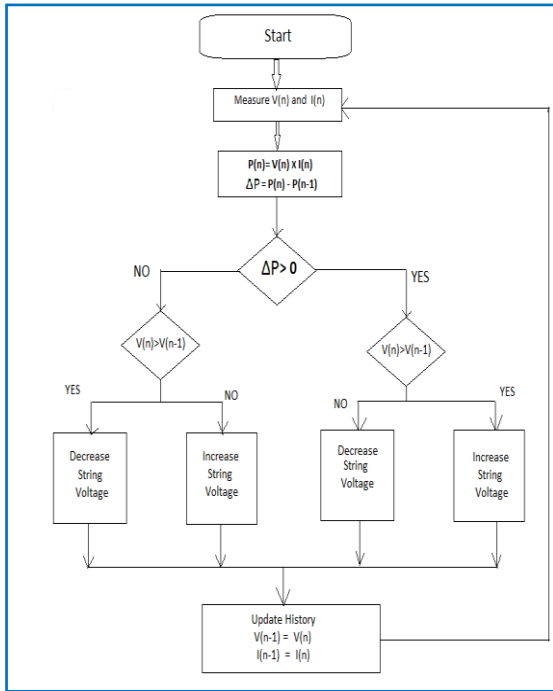 Start
Measure V(n) and I(n)
P(n)= V(n) X I(n)
ΔP = P(n) - P(n-1)
ΔP> 0
NO
YES
V(n)>V(n-1)
V(n)>V(n-1)
YES
NO
NO
YES
Decrease
String
Voltage
Increase
String
Voltage
Decrease
String
Voltage
Increase
String
Voltage
Update History
V(n-1) = V(n)
I(n-1) = I(n)